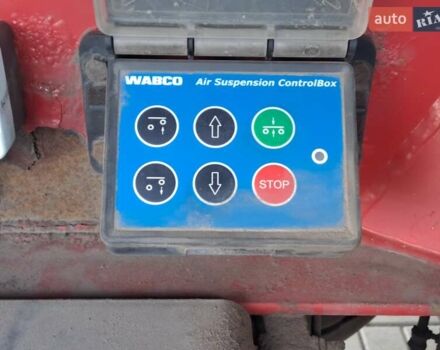 auto RIA
WABCO Air Suspension ControlBox
STOP